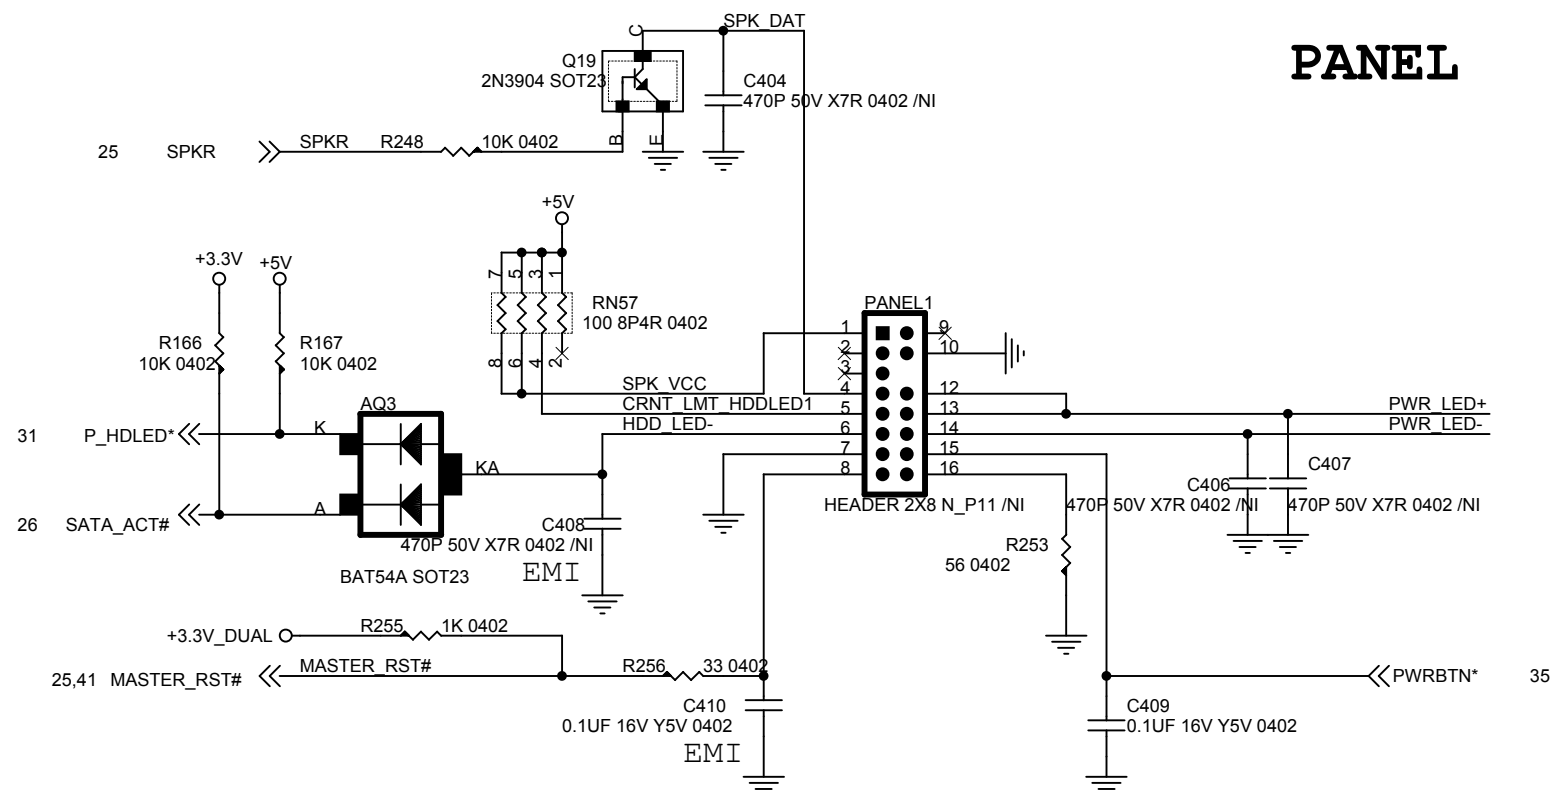 PANEL
SPK_DAT
C
Q19
2N3904 SOT23
C404
470P 50V X7R 0402 /NI
B
E
25 SPKR
SPKR
R248
10K 0402
+5V
+3.3V
+5V
7
5
3
1
RN57
100 8P4R 0402
8
6
4
2
R166
10K 0402
R167
10K 0402
PANEL1
1
2
3
4
5
6
7
8
9
10
12
13
14
15
16
HEADER 2X8 N_P11 /NI
SPK_VCC
CRNT_LMT_HDDLED1
HDD_LED-
PWR_LED+
PWR_LED-
AQ3
31 P_HDLED*
K
KA
26 SATA_ACT#
A
BAT54A SOT23
C408
470P 50V X7R 0402 /NI
EMI
C406
470P 50V X7R 0402 /NI
C407
470P 50V X7R 0402 /NI
R253
56 0402
+3.3V_DUAL
R255
1K 0402
25,41 MASTER_RST#
MASTER_RST#
R256
33 0402
C410
0.1UF 16V Y5V 0402
EMI
PWRBTN* 35
C409
0.1UF 16V Y5V 0402